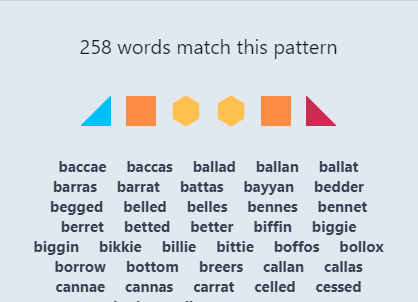 258 words match this pattern
baccae baccas ballad ballan ballat
barras barrat battas bayyan bedder
begged belled belles bennes bennet
berret betted better biffin biggie
biggin bikkie billie bittie boffos bollox
borrow bottom breers callan callas
cannae cannas carrat celled cessed